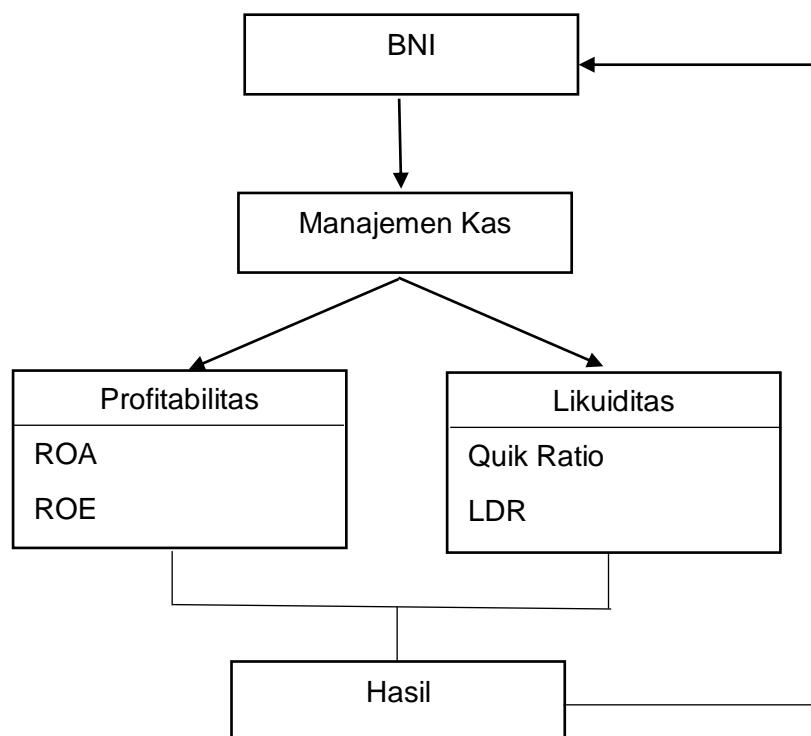 BNI
Manajemen Kas
Profitabilitas
ROA
ROE
Likuiditas
Quik Ratio
LDR
Hasil